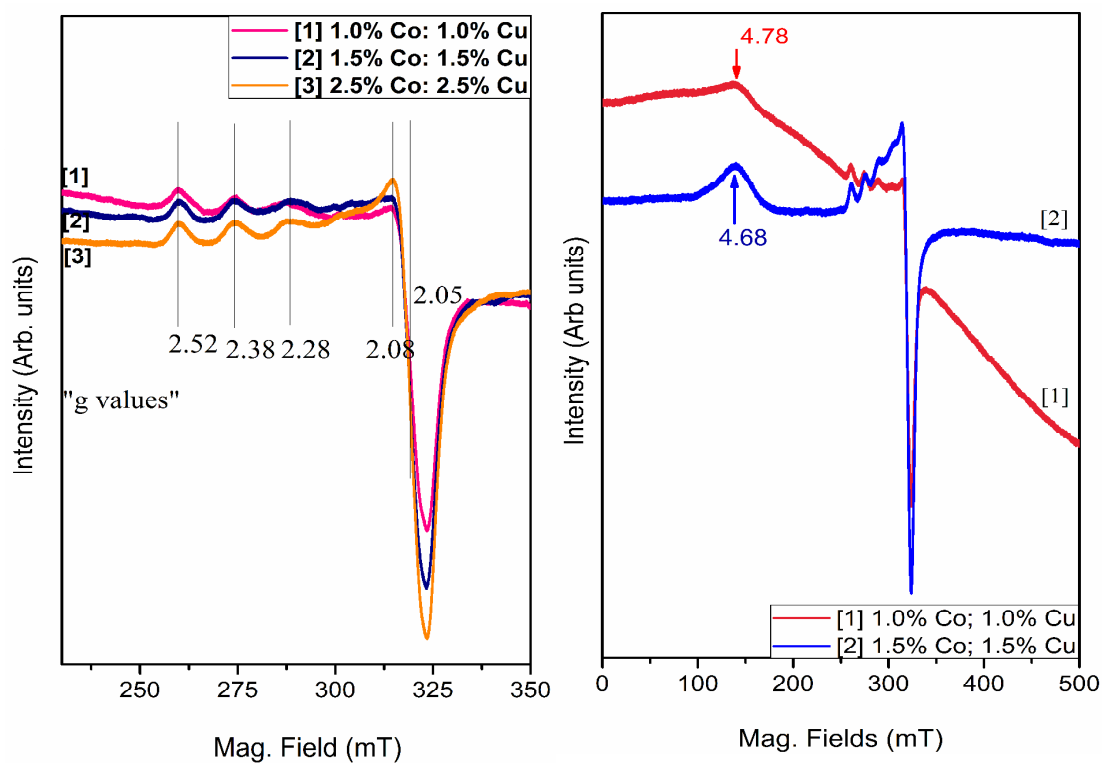 [1] 1.0% Co: 1.0% Cu
[2] 1.5% Co: 1.5% Cu
[3] 2.5% Co: 2.5% Cu
[1]
[2]
[3]
2.05
2.52 2.38 2.28 2.08
"g values"
Intensity (Arb. units)
250 275 300 325 350
Mag. Field (mT)
4.78
4.68
[2]
[1]
Intensity (Arb units)
[1] 1.0% Co; 1.0% Cu
[2] 1.5% Co; 1.5% Cu
0 100 200 300 400 500
Mag. Fields (mT)